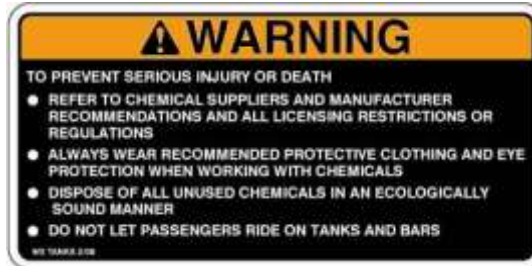 WARNING
TO PREVENT SERIOUS INJURY OR DEATH
● REFER TO CHEMICAL SUPPLIERS AND MANUFACTURER
RECOMMENDATIONS AND ALL LICENSING RESTRICTIONS OR
REGULATIONS
● ALWAYS WEAR RECOMMENDED PROTECTIVE CLOTHING AND EYE
PROTECTION WHEN WORKING WITH CHEMICALS
● DISPOSE OF ALL UNUSED CHEMICALS IN AN ECOLOGICALLY
SOUND MANNER
● DO NOT LET PASSENGERS RIDE ON TANKS AND BARS